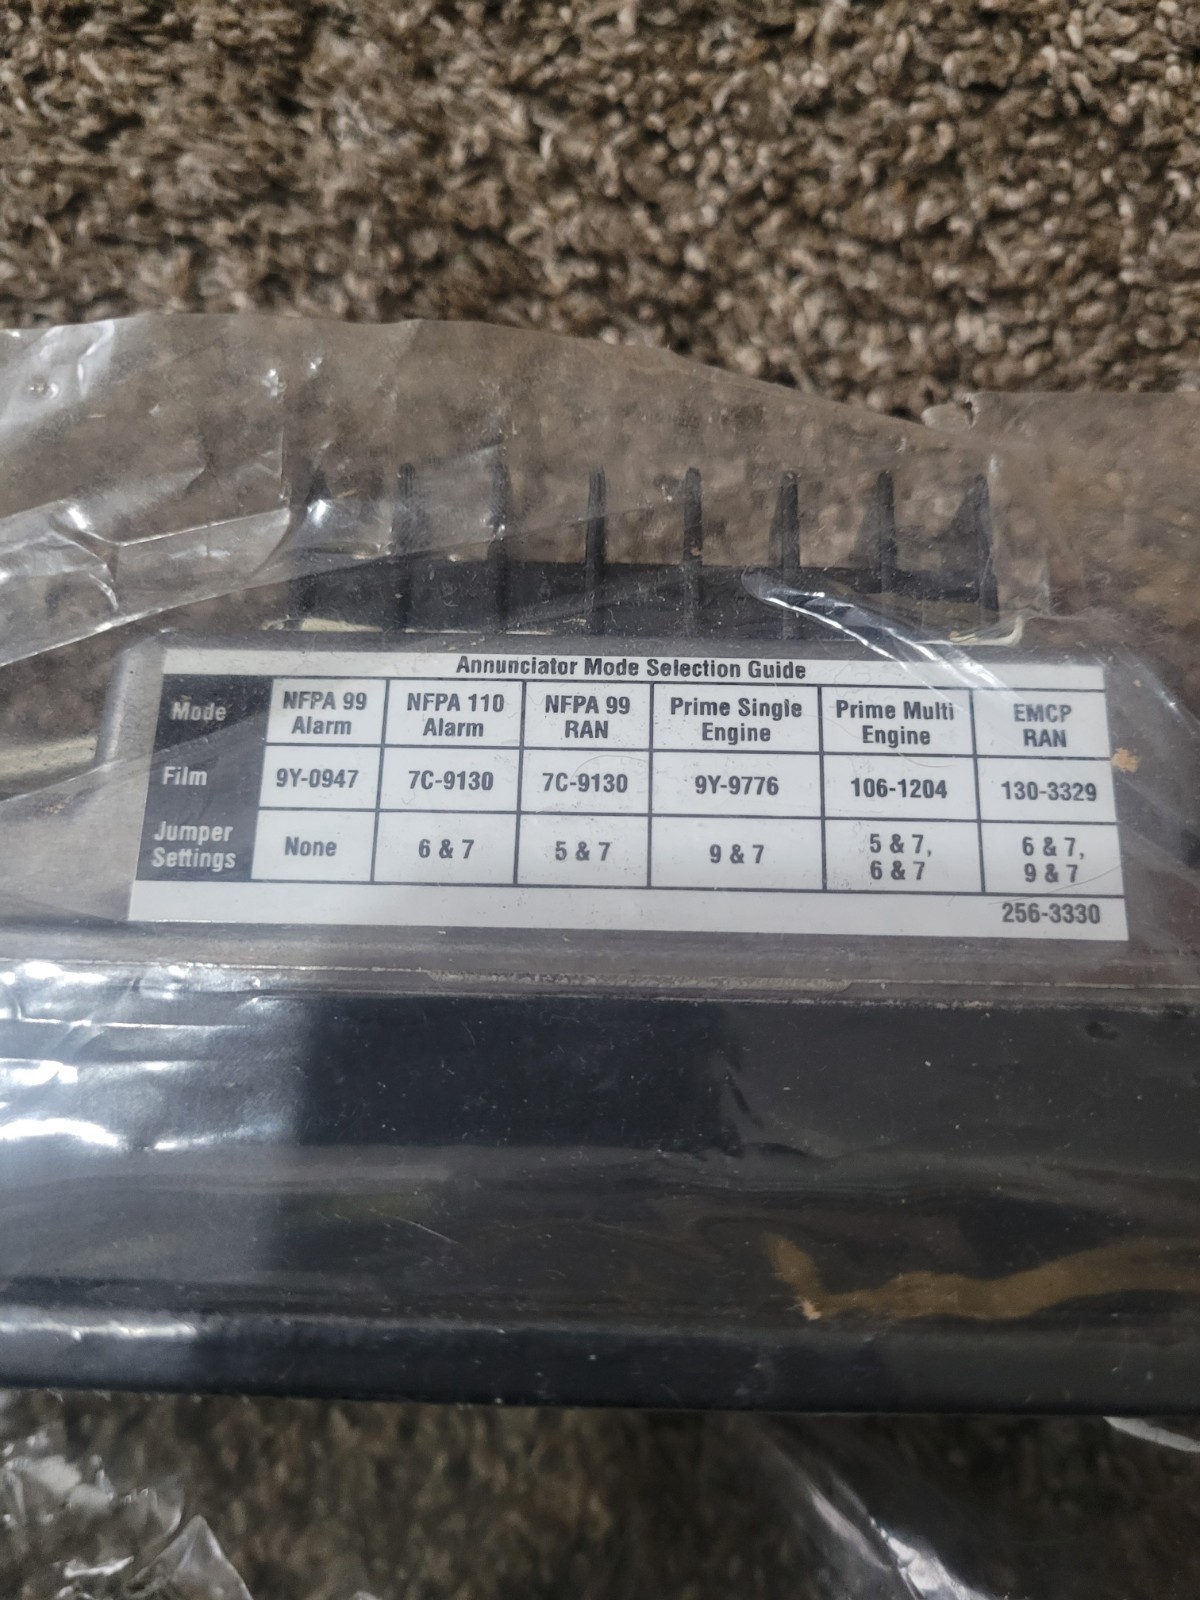 Annunciator Mode Selection Guide
Mode NFPA 99 Alarm NFPA 110 Alarm NFPA 99 RAN Prime Single Engine Prime Multi Engine EMCP RAN
Film 9Y-0947 7C-9130 7C-9130 9Y-9776 106-1204 130-3329
Jumper Settings None 6 & 7 5 & 7 9 & 7 5 & 7, 6 & 7 6 & 7, 9 & 7
256-3330